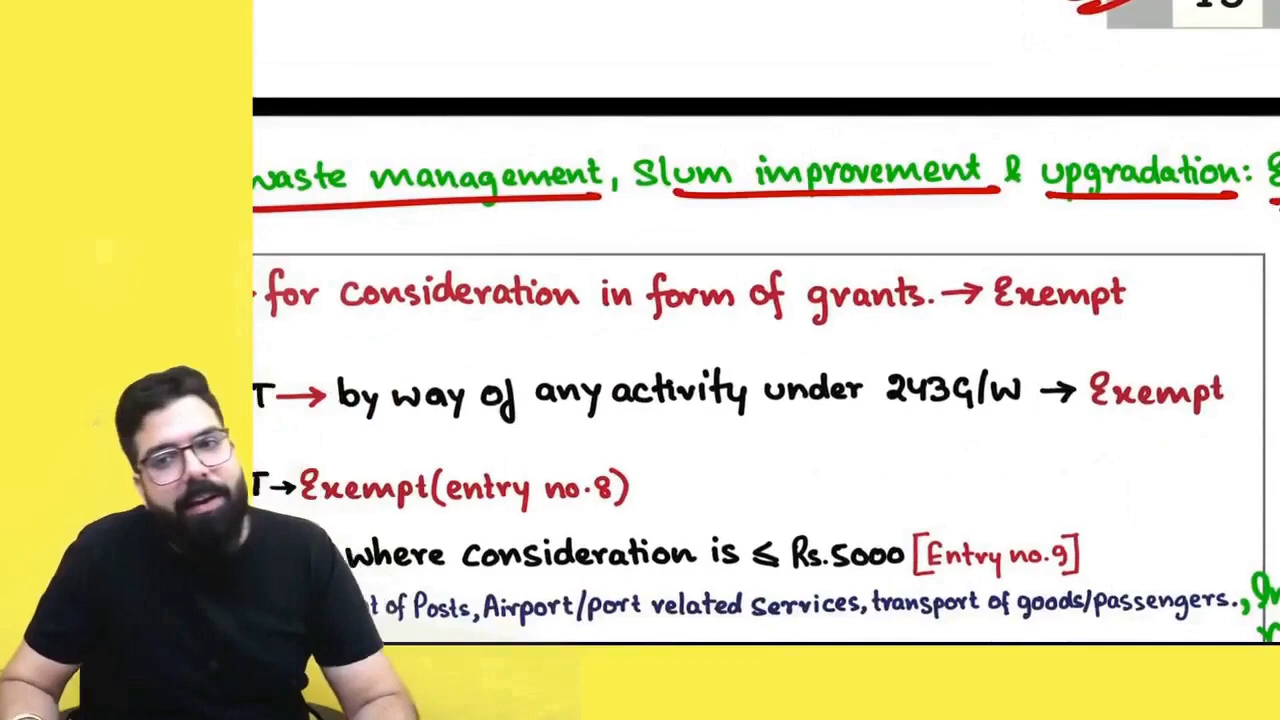 waste management, Slum improvement & upgradation:
for consideration in form of grants. → Exempt
T → by way of any activity under 243G/W → Exempt
T → Exempt (entry no.8)
where consideration is ≤ Rs.5000 [Entry no.9]
t of Posts, Airport/port related services, transport of goods/passengers.,